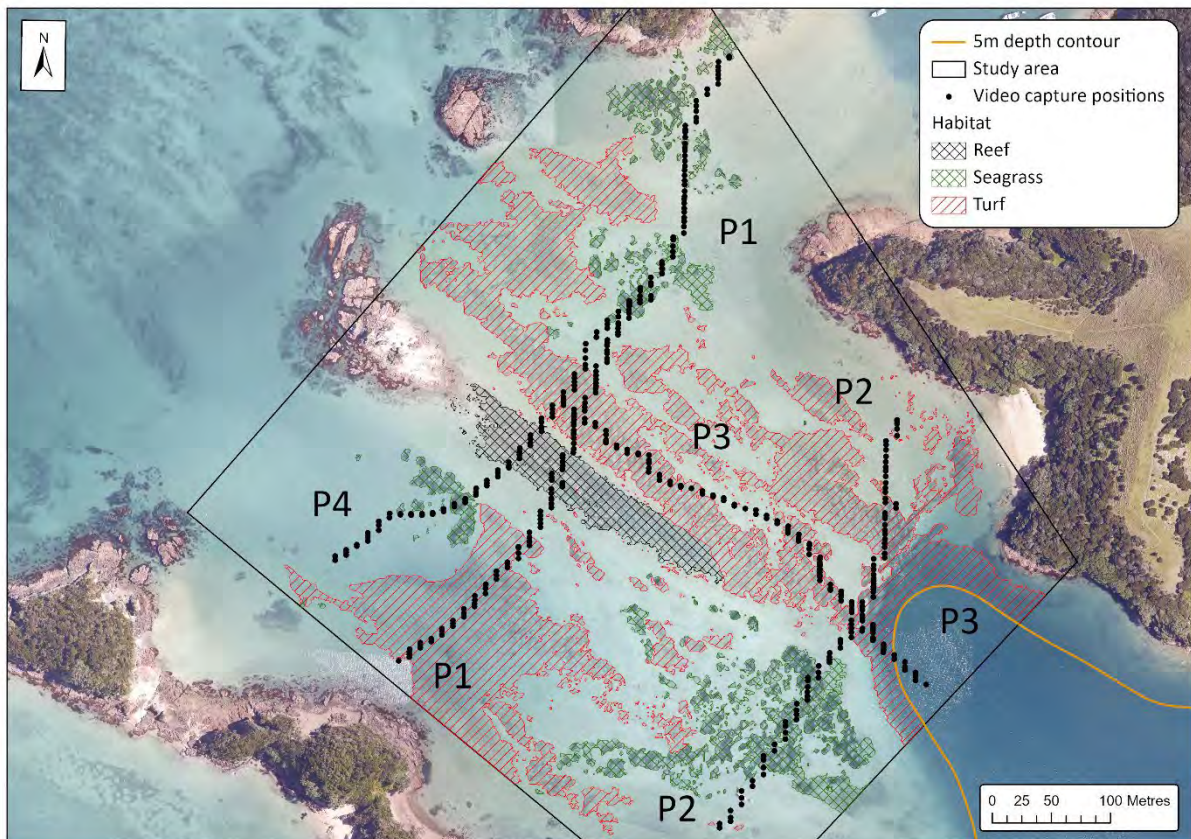 N
5m depth contour
Study area
Video capture positions
Habitat
Reef
Seagrass
Turf
P1
P2
P3
P4
P1
P3
P2
0 25 50 100 Metres